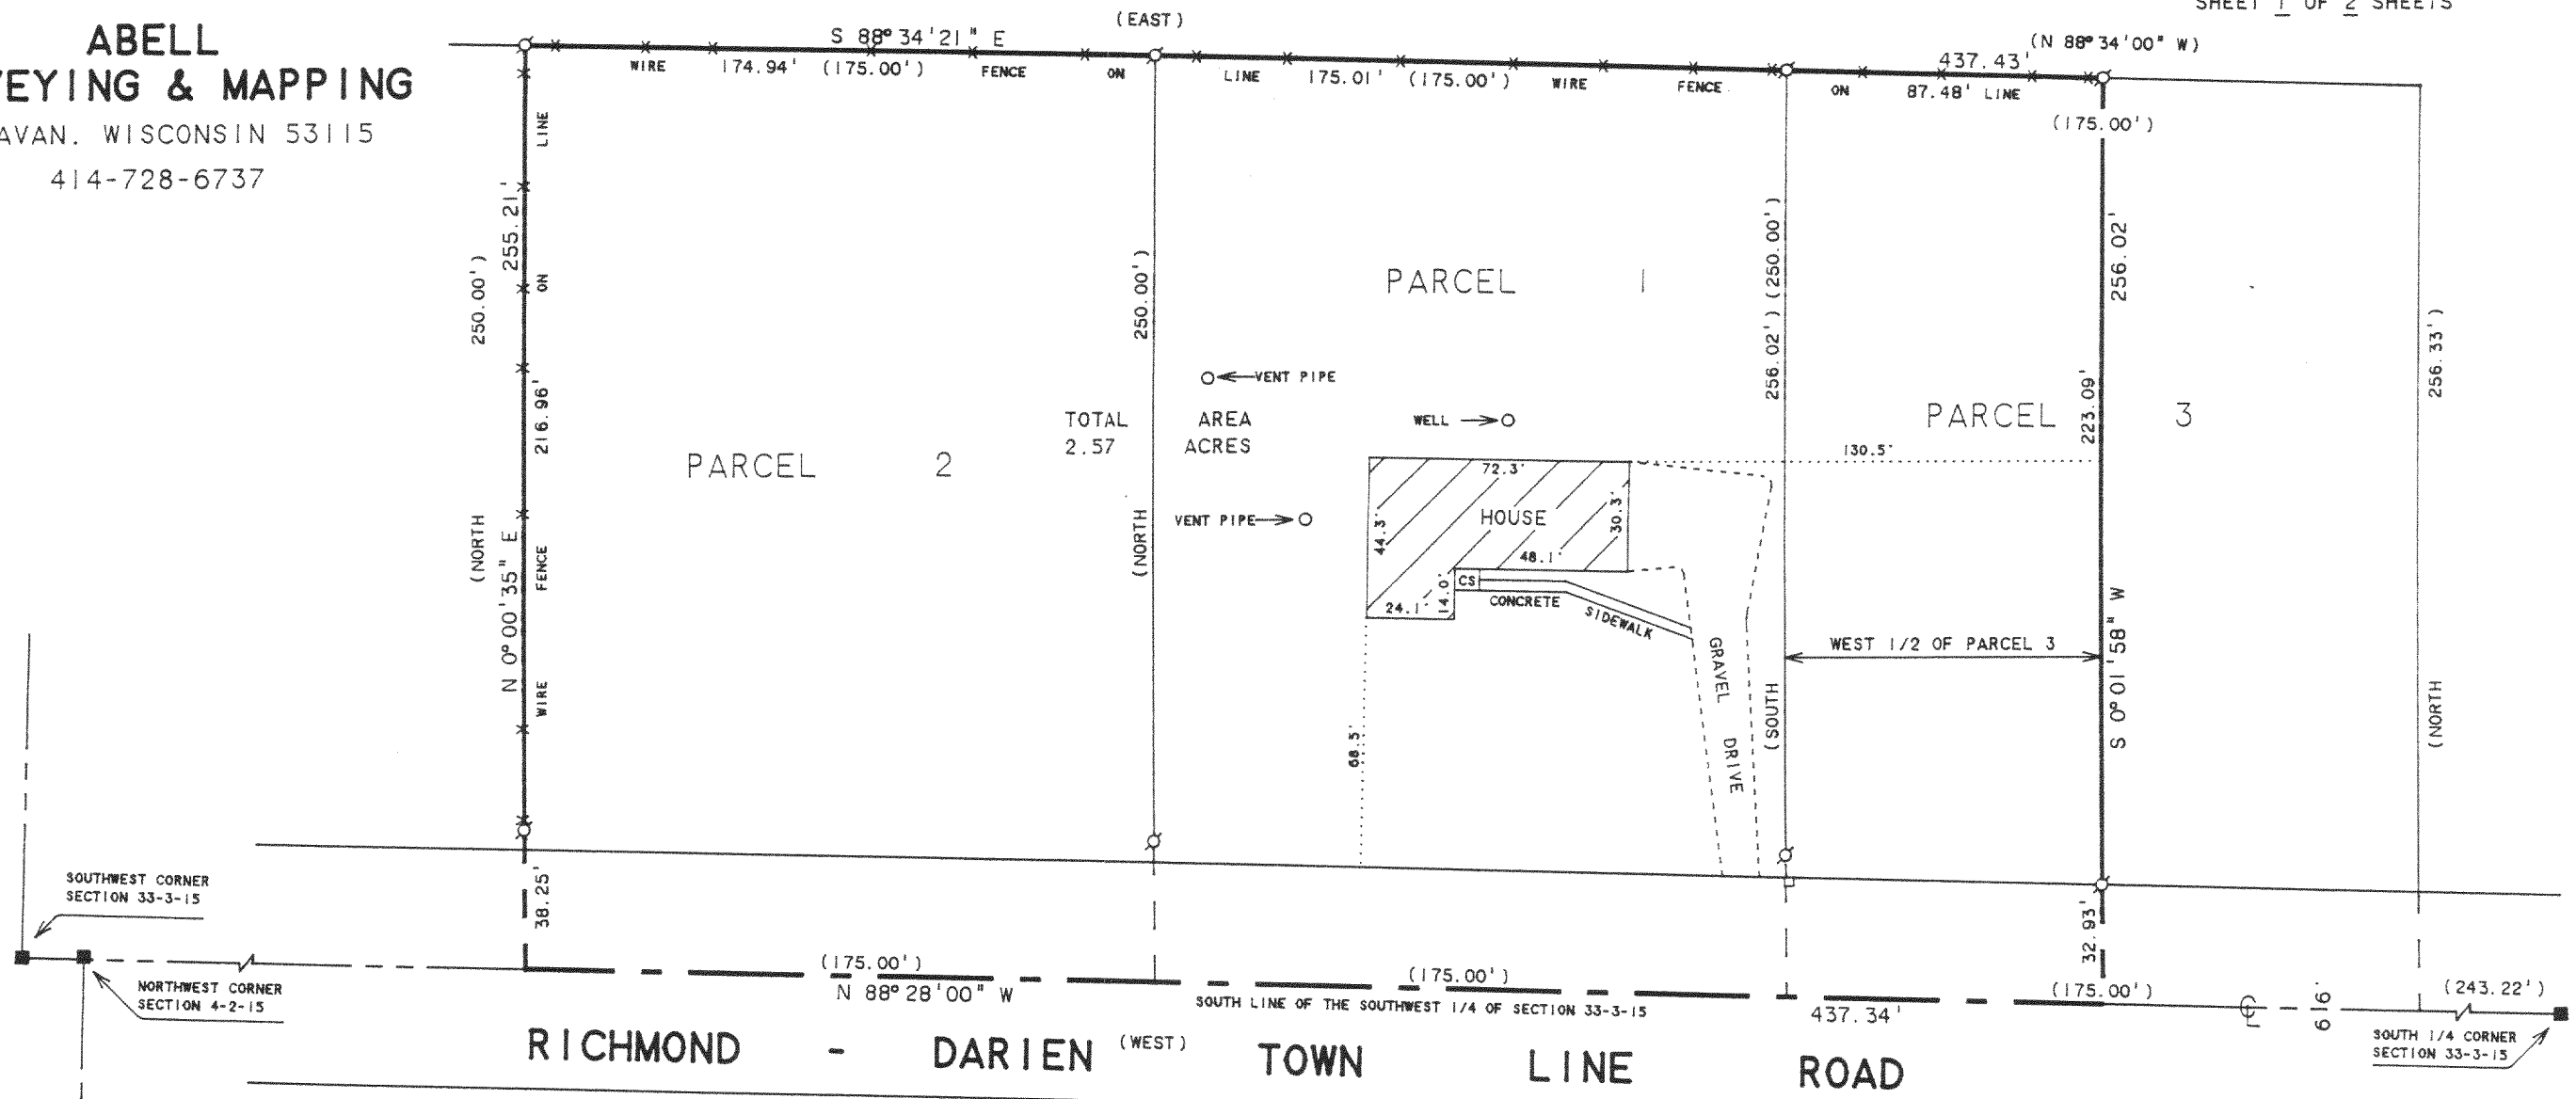 ABELL
VEYING & MAPPING
AVAN. WISCONSIN 53115
414-728-6737
SHEET 1 OF 2 SHEETS
(EAST)
S 88° 34'21" E
(N 88° 34'00" W)
437.43'
WIRE 174.94' (175.00') FENCE ON LINE 175.01' (175.00') WIRE FENCE ON 87.48' LINE
(175.00')
LINE
ON
FENCE
WIRE
255.21'
(NORTH 250.00')
216.96'
N 0° 00'35" E
38.25'
(NORTH 250.00')
PARCEL 1
PARCEL 2
PARCEL 3
TOTAL AREA
2.57 ACRES
VENT PIPE
WELL
VENT PIPE
HOUSE
72.3'
44.3'
30.3'
48.1'
14.0'
24.1'
CS
CONCRETE SIDEWALK
GRAVEL DRIVE
68.5'
130.5'
(SOUTH 256.02') (250.00')
WEST 1/2 OF PARCEL 3
256.02'
223.09'
S 0° 01'58" W
32.93'
(NORTH 256.33')
SOUTHWEST CORNER
SECTION 33-3-15
NORTHWEST CORNER
SECTION 4-2-15
(175.00')
N 88° 28'00" W
(175.00')
SOUTH LINE OF THE SOUTHWEST 1/4 OF SECTION 33-3-15
437.34'
(175.00')
(243.22')
SOUTH 1/4 CORNER
SECTION 33-3-15
RICHMOND - DARIEN (WEST) TOWN LINE ROAD